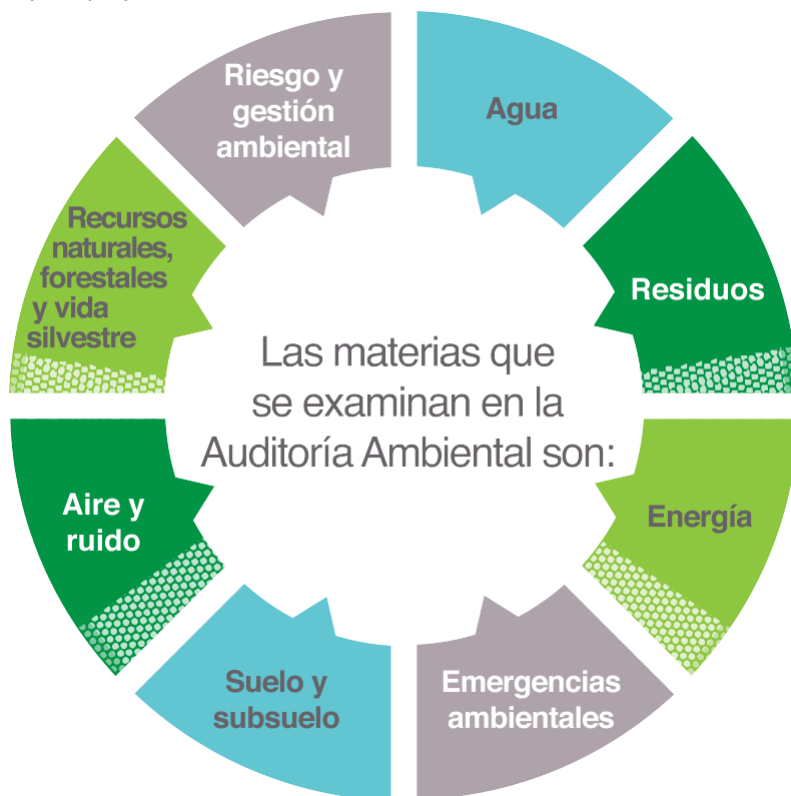 Riesgo y
gestión
ambiental
Agua
Residuos
Energía
Emergencias
ambientales
Suelo y
subsuelo
Aire y
ruido
Recursos
naturales,
forestales
y vida
silvestre
Las materias que
se examinan en la
Auditoría Ambiental son: